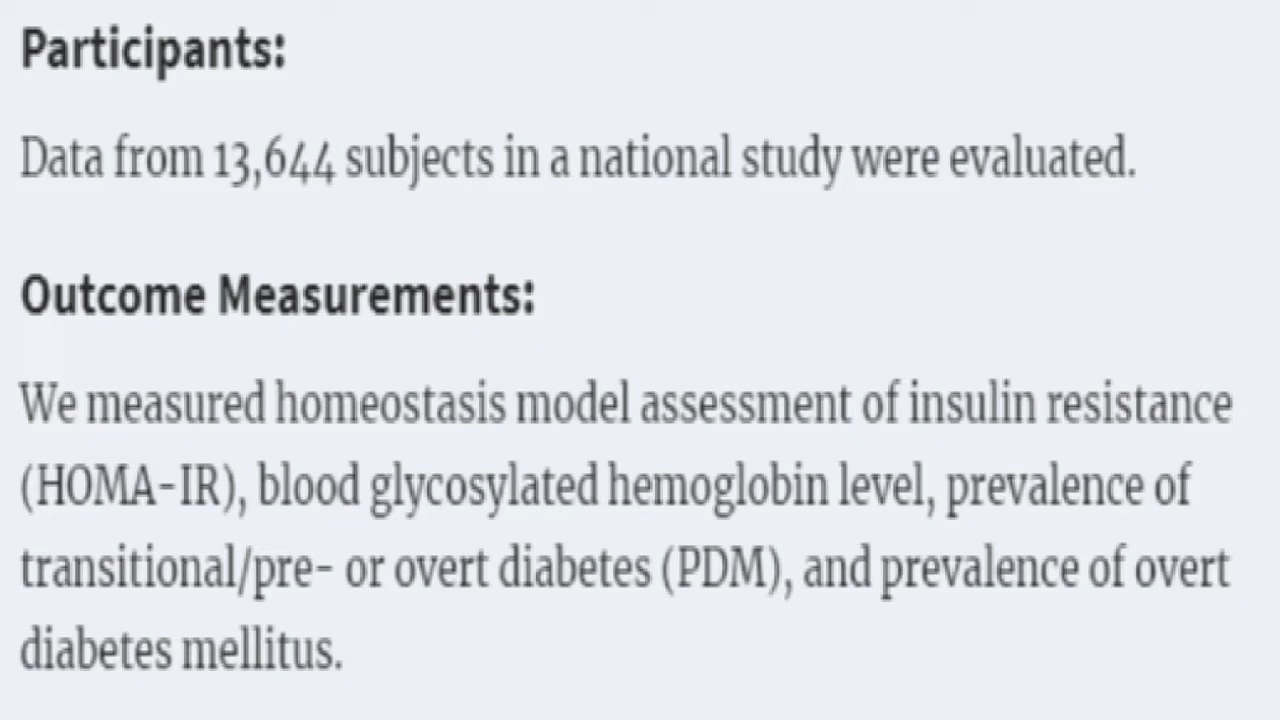 Participants:
Data from 13,644 subjects in a national study were evaluated.
Outcome Measurements:
We measured homeostasis model assessment of insulin resistance
(HOMA-IR), blood glycosylated hemoglobin level, prevalence of
transitional/pre- or overt diabetes (PDM), and prevalence of overt
diabetes mellitus.